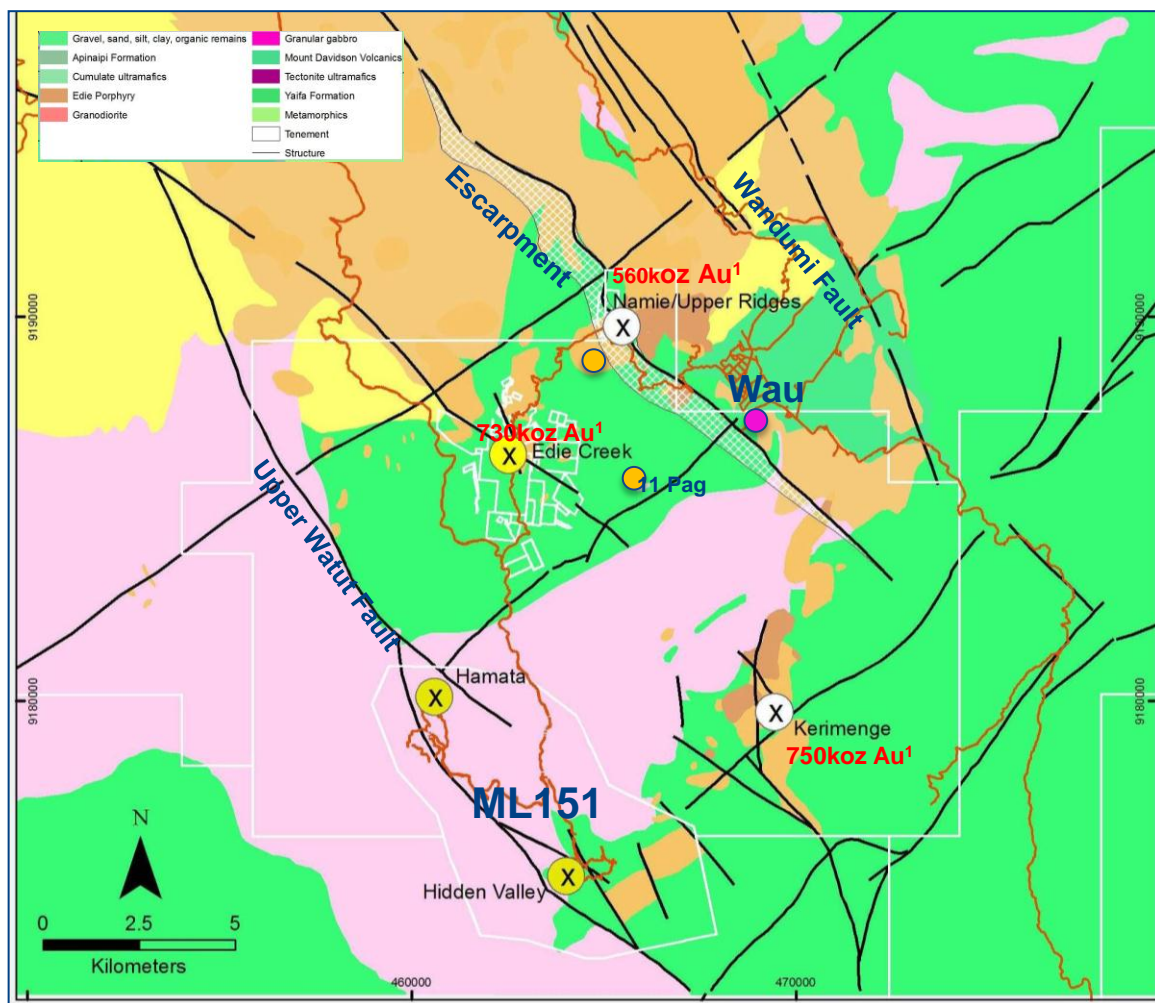 Gravel, sand, silt, clay, organic remains
Apinaipi Formation
Cumulate ultramafics
Edie Porphyry
Granodiorite
Granular gabbro
Mount Davidson Volcanics
Tectonite ultramafics
Yaifa Formation
Metamorphics
Tenement
Structure
Escarpment
Wandumi Fault
560koz Au¹
Namie/Upper Ridges
X
9190000
9190000
Wau
730koz Au¹
Edie Creek
X
11 Pag
Upper Watut Fault
Hamata
X
9180000
9180000
X
Kerimenge
750koz Au¹
ML151
X
Hidden Valley
N
0 2.5 5
Kilometers
460000
470000